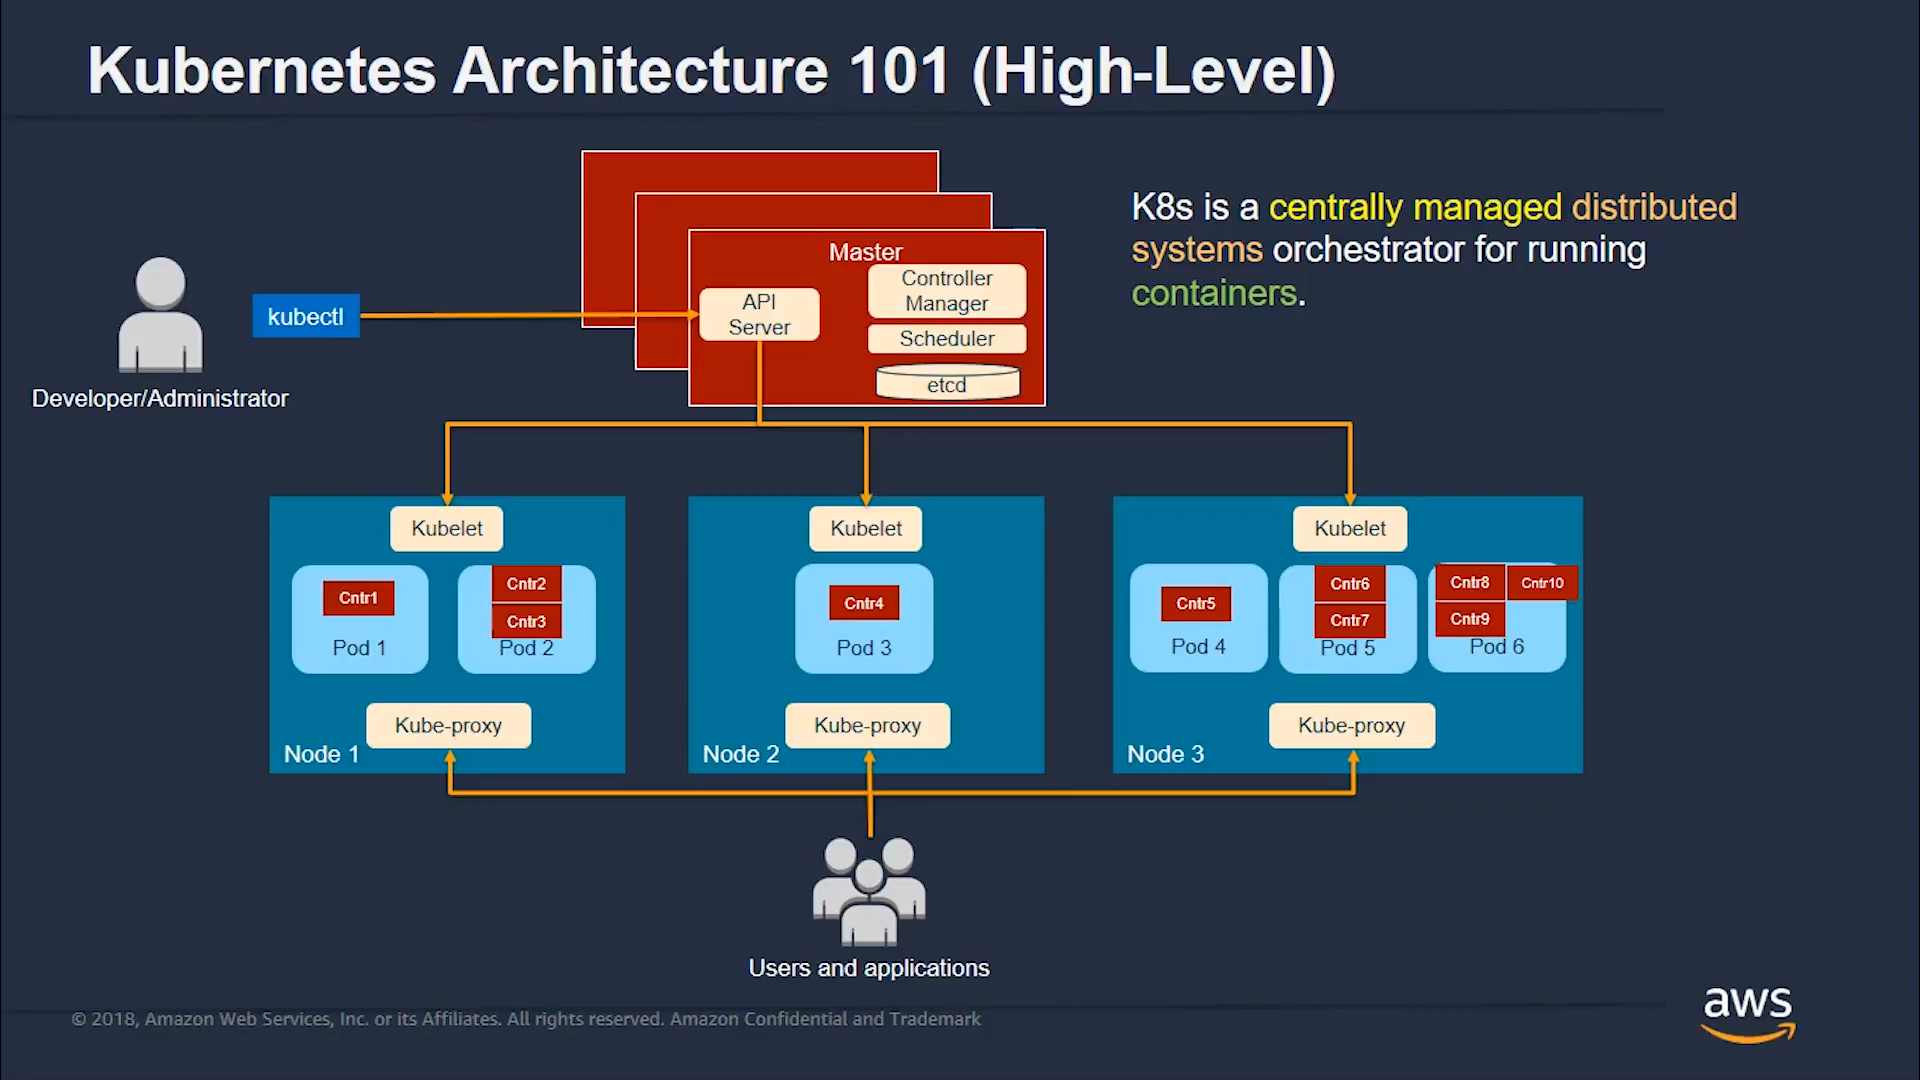 Kubernetes Architecture 101 (High-Level)
K8s is a centrally managed distributed
systems orchestrator for running
containers.
Master
Controller
Manager
API
Server
Scheduler
etcd
kubectl
Developer/Administrator
Kubelet
Cntr1
Pod 1
Cntr2
Cntr3
Pod 2
Kube-proxy
Node 1
Kubelet
Cntr4
Pod 3
Kube-proxy
Node 2
Kubelet
Cntr5
Pod 4
Cntr6
Cntr7
Pod 5
Cntr8
Cntr10
Cntr9
Pod 6
Kube-proxy
Node 3
Users and applications
© 2018, Amazon Web Services, Inc. or its Affiliates. All rights reserved. Amazon Confidential and Trademark
aws